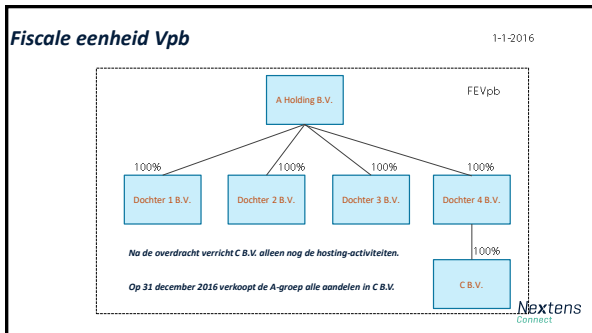 Fiscale eenheid Vpb
1-1-2016
FEVpb
A Holding B.V.
100% 100% 100% 100%
Dochter 1 B.V. Dochter 2 B.V. Dochter 3 B.V. Dochter 4 B.V.
Na de overdracht verricht C B.V. alleen nog de hosting-activiteiten.
100%
Op 31 december 2016 verkoopt de A-groep alle aandelen in C B.V.
C B.V.
Nextens
Connect